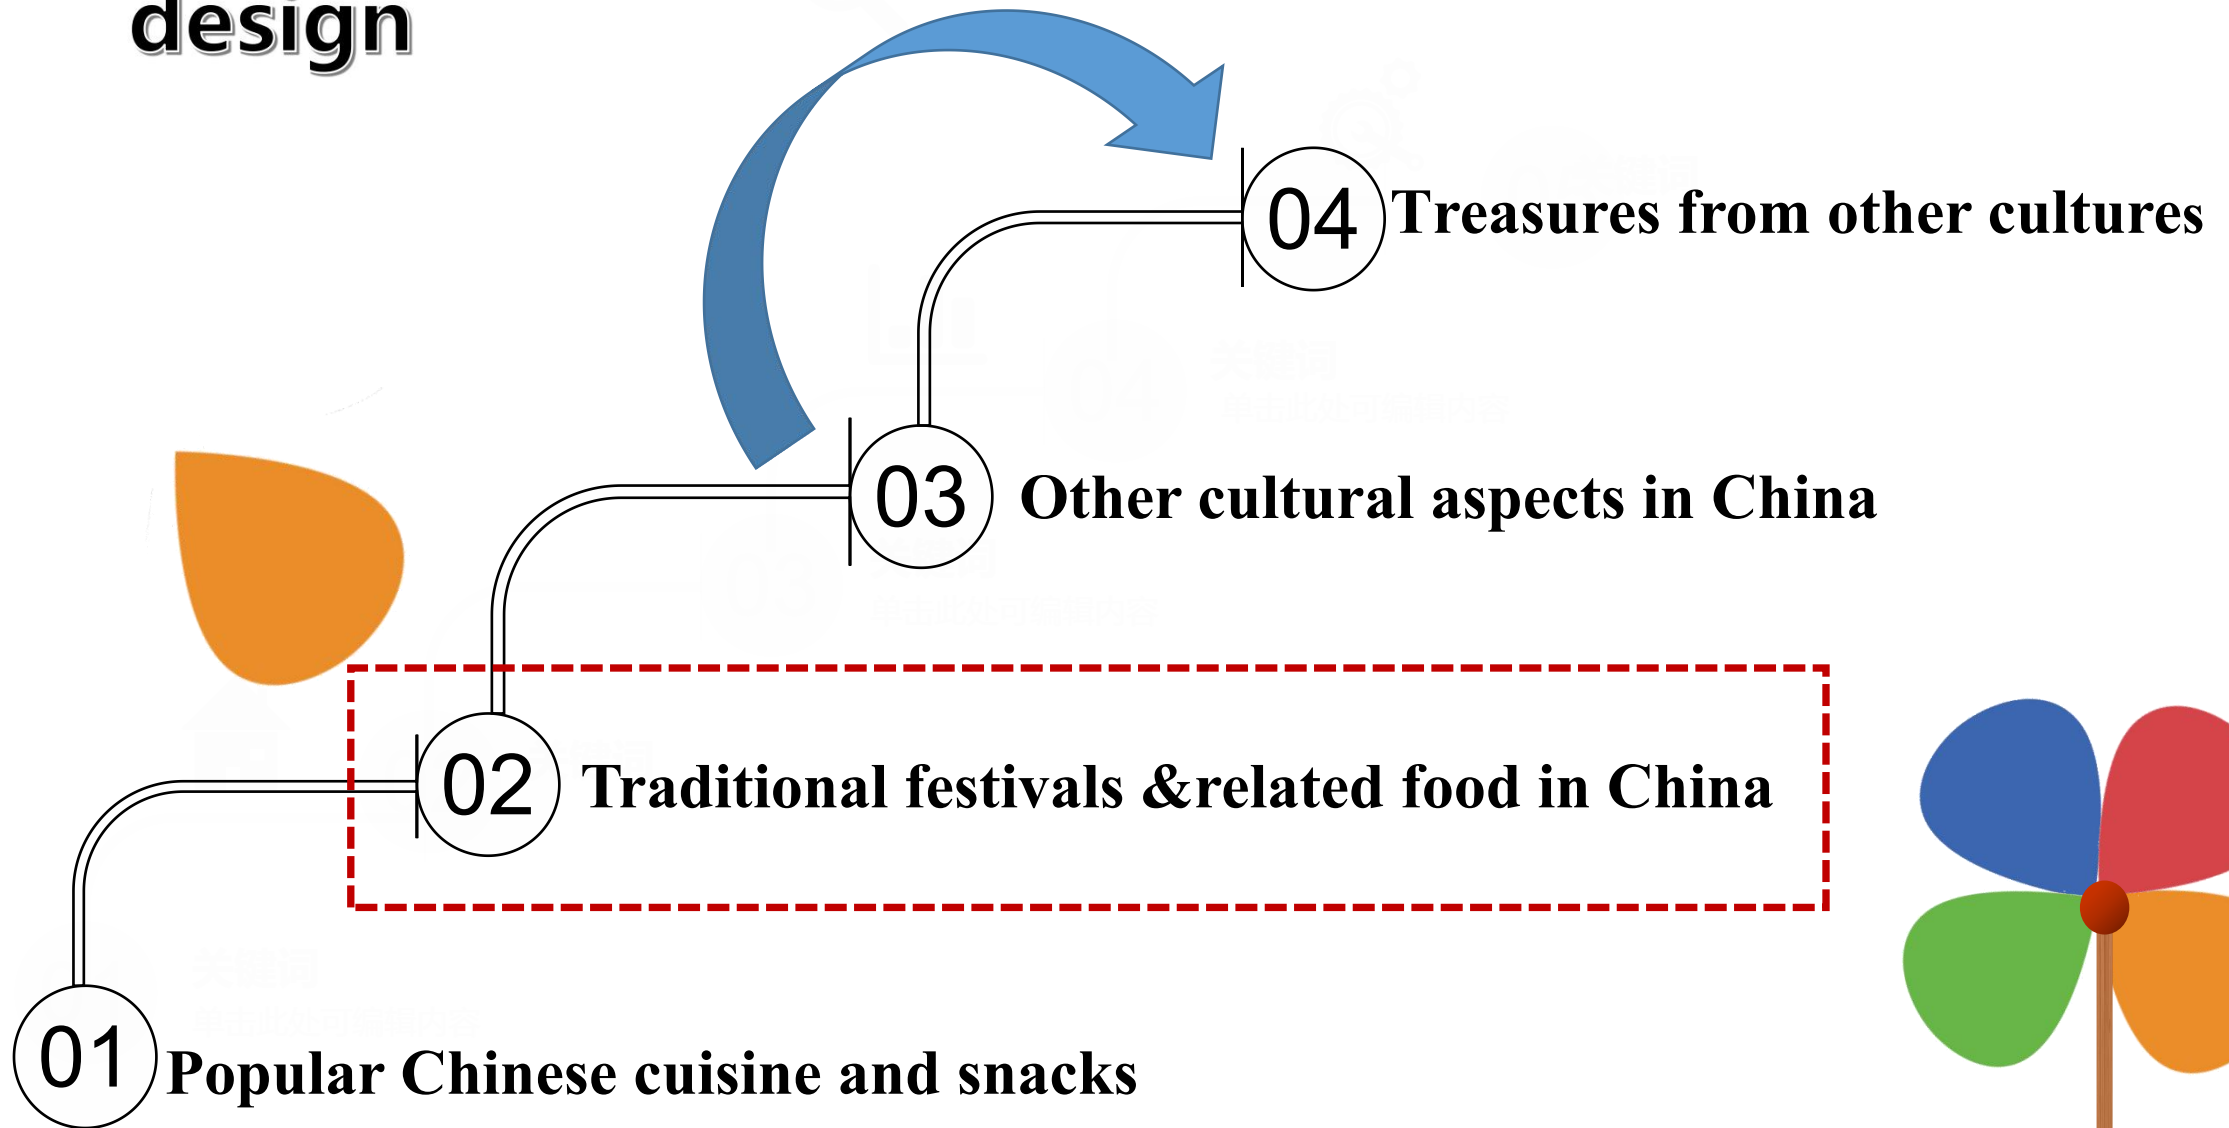 design
04 Treasures from other cultures
03 Other cultural aspects in China
02 Traditional festivals &related food in China
01 Popular Chinese cuisine and snacks